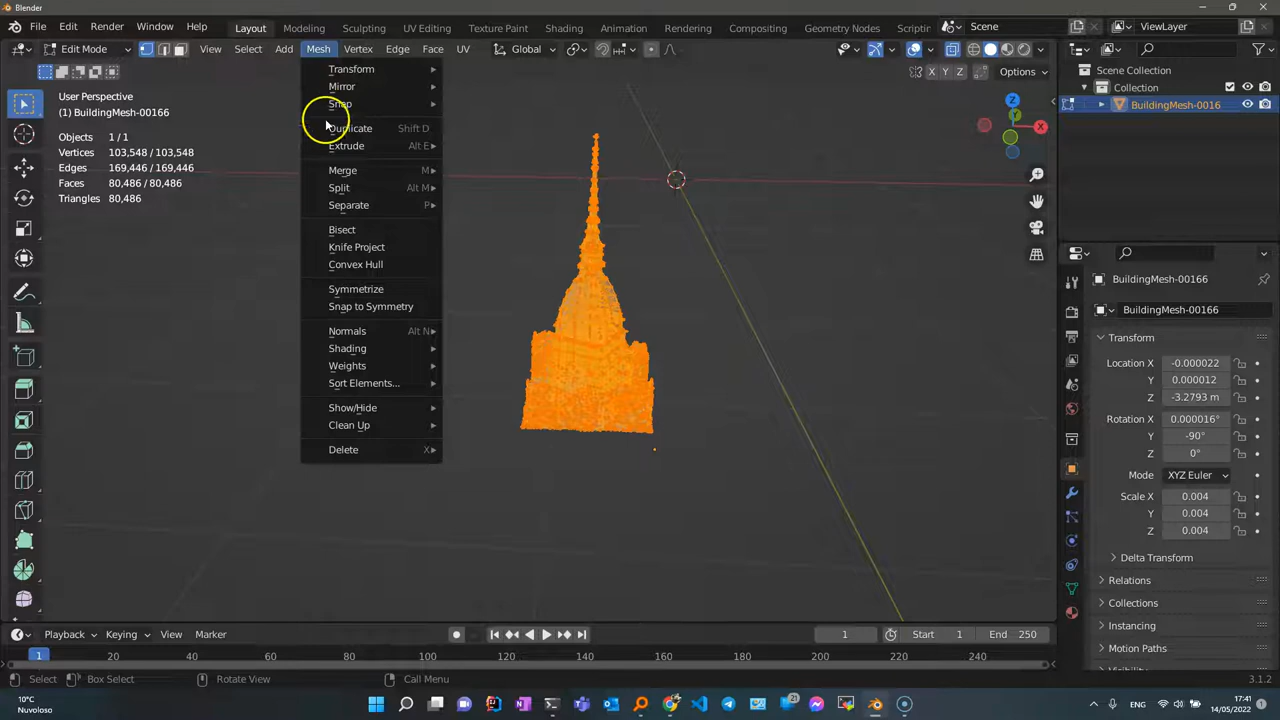 Blender
File Edit Render Window Help Layout Modeling Sculpting UV Editing Texture Paint Shading Animation Rendering Compositing Geometry Nodes Scriptin Scene ViewLayer
Edit Mode View Select Add Mesh Vertex Edge Face UV Global
X Y Z Options
User Perspective
(1) BuildingMesh-00166
Objects 1 / 1
Vertices 103,548 / 103,548
Edges 169,446 / 169,446
Faces 80,486 / 80,486
Triangles 80,486
Transform
Mirror
Snap
Duplicate Shift D
Extrude Alt E
Merge M
Split Alt M
Separate P
Bisect
Knife Project
Convex Hull
Symmetrize
Snap to Symmetry
Normals Alt N
Shading
Weights
Sort Elements...
Show/Hide
Clean Up
Delete X
Z
Y
X
Scene Collection
Collection
BuildingMesh-0016
BuildingMesh-00166
BuildingMesh-00166
Transform
Location X -0.000022
Y 0.000012
Z -3.2793 m
Rotation X 0.000016°
Y -90°
Z 0°
Mode XYZ Euler
Scale X 0.004
Y 0.004
Z 0.004
Delta Transform
Relations
Collections
Instancing
Motion Paths
Visibility
Playback Keying View Marker 1 Start 1 End 250
1 20 40 60 80 100 120 140 160 180 200 220 240
Select Box Select Rotate View Call Menu 3.1.2
10°C
Nuvoloso
21
ENG
17:41
14/05/2022